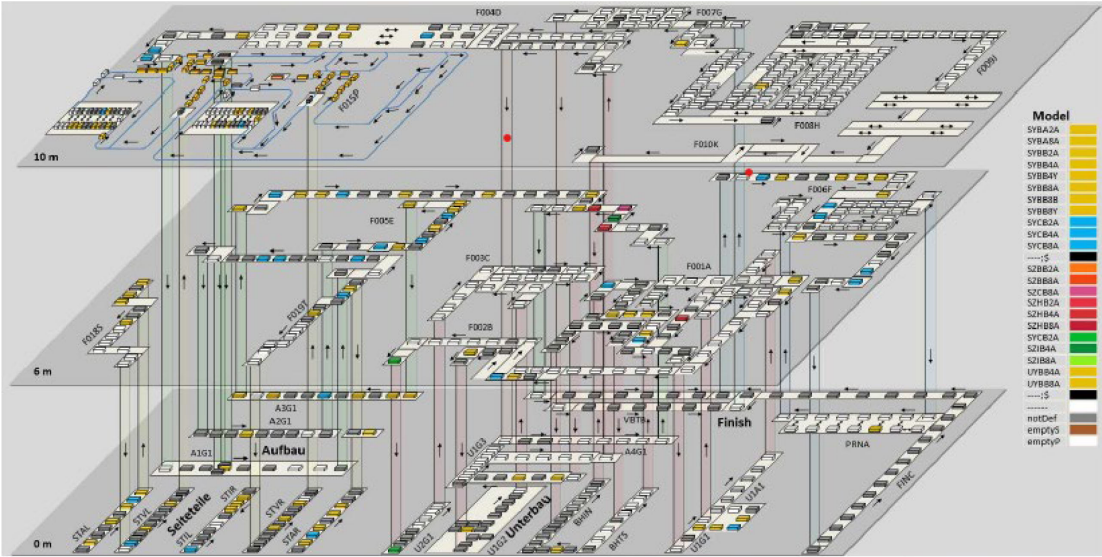 F004D
F007G
F009J
F015P
F008H
F010K
10 m
F006F
F005E
F003C
F001A
F019T
F018S
F002B
6 m
A3G1
A2G1
A1G1
Aufbau
U1G3
VBTB
A4G1
Finish
PRNA
FINC
STAL
STVL
Seiteteile
STIL
STIR
STVR
STAR
U2G1
U1G2
Unterbau
BHIN
BHTS
U1GI
U1A1
0 m
Model
SYBA2A
SYBA8A
SYBB2A
SYBB4A
SYBB4Y
SYBB8A
SYBB8B
SYBB8Y
SYCB2A
SYCB4A
SYCB8A
----;$
SZBB2A
SZBB8A
SZCB8A
SZHB2A
SZHB4A
SZHB8A
SYCB2A
SZIB4A
SZIB8A
UYBB4A
UYBB8A
----;$
------
notDef
emptyS
emptyP